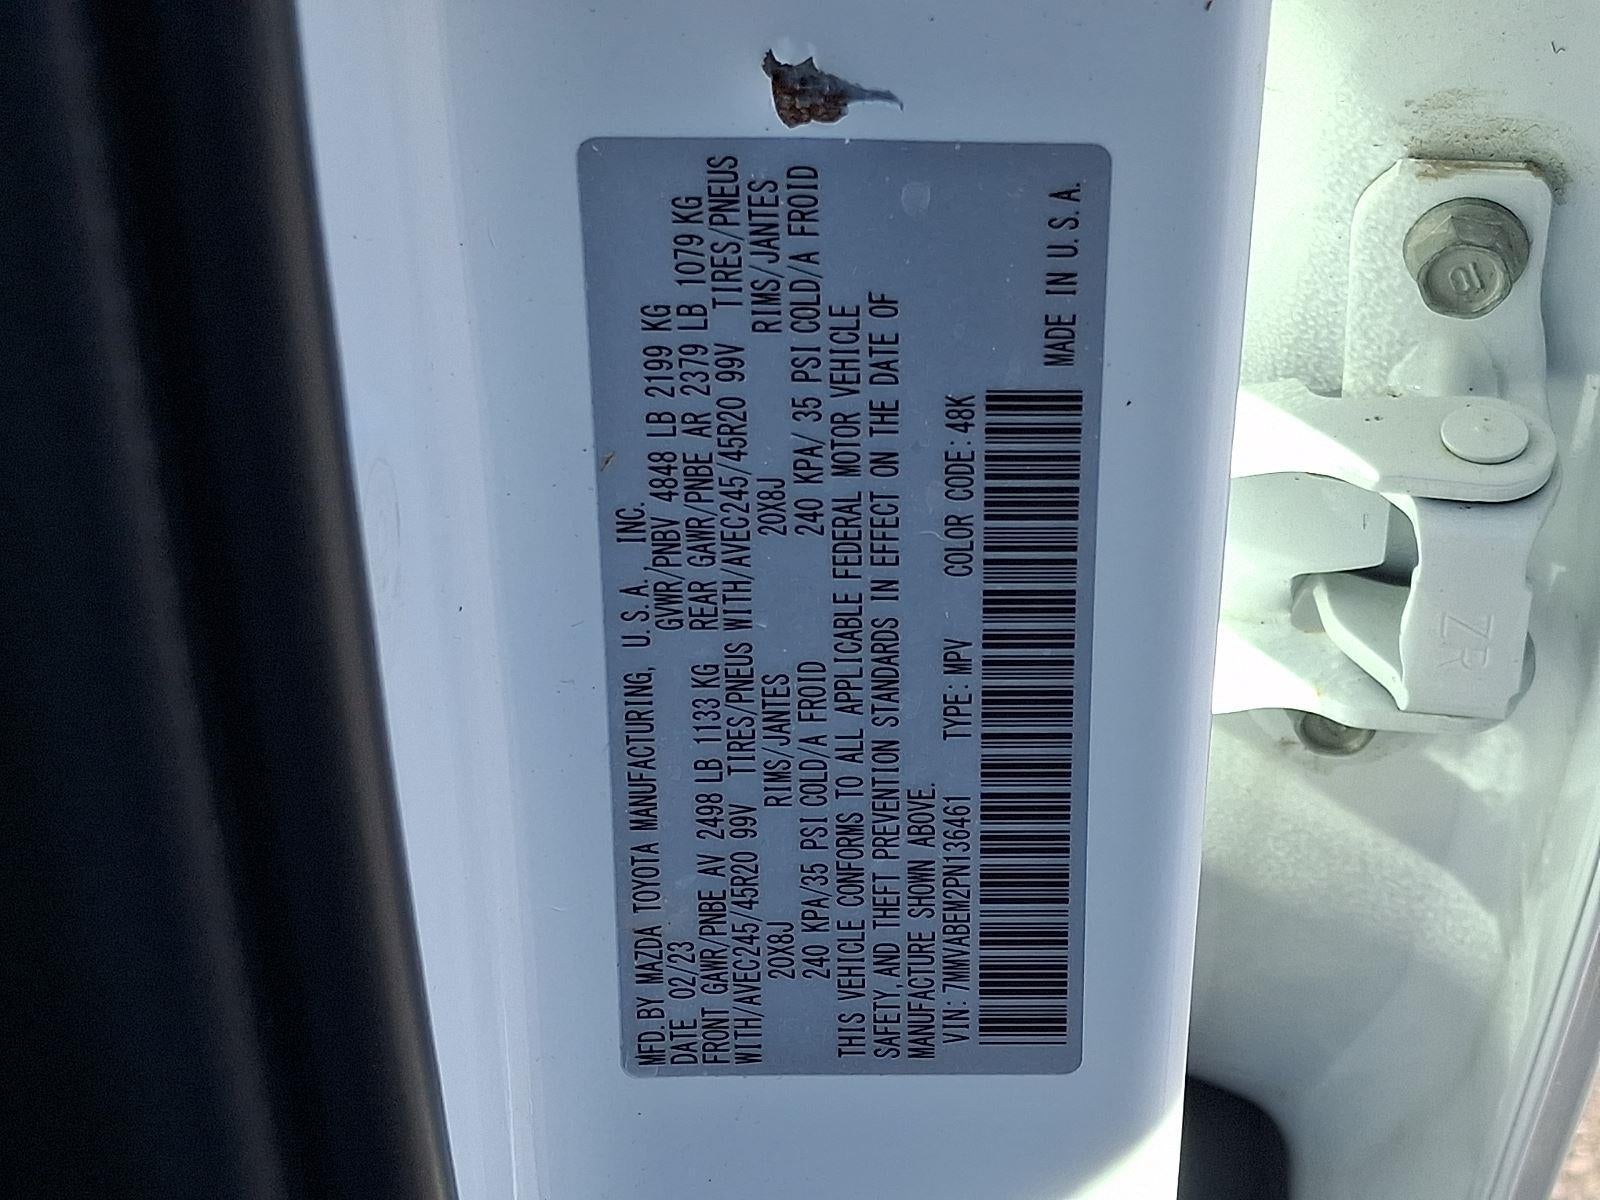 MFD. BY MAZDA TOYOTA MANUFACTURING, U. S. A. INC.
DATE 02/23 GVWR/PNBV 4848 LB 2199 KG
FRONT GAWR/PNBE AV 2498 LB 1133 KG REAR GAWR/PNBE AR 2379 LB 1079 KG
WITH/AVEC245/45R20 99V TIRES/PNEUS WITH/AVEC245/45R20 99V TIRES/PNEUS
20X8J RIMS/JANTES 20X8J RIMS/JANTES
240 KPA/35 PSI COLD/A FROID 240 KPA/ 35 PSI COLD/A FROID
THIS VEHICLE CONFORMS TO ALL APPLICABLE FEDERAL MOTOR VEHICLE
SAFETY, AND THEFT PREVENTION STANDARDS IN EFFECT ON THE DATE OF
MANUFACTURE SHOWN ABOVE.
VIN: 7MMVABEM2PN136461 TYPE: MPV COLOR CODE: 48K
MADE IN U. S. A.
ZR